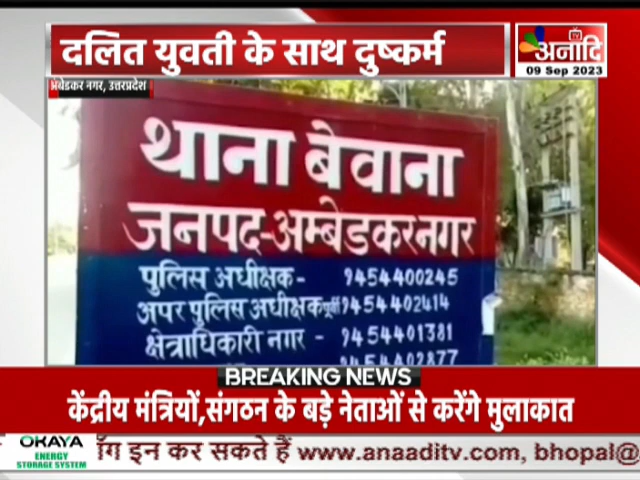 दलित युवती के साथ दुष्कर्म
अनादि TV
09 Sep 2023
अंबेडकर नगर, उत्तरप्रदेश
थाना बेवाना
जनपद-अम्बेडकरनगर
पुलिस अधीक्षक- 9454400245
अपर पुलिस अधीक्षक पूर्वी 9454402414
क्षेत्राधिकारी नगर - 9454401381
9454402877
BREAKING NEWS
केंद्रीय मंत्रियों,संगठन के बड़े नेताओं से करेंगे मुलाकात
OKAYA
ENERGY
STORAGE SYSTEM
ॉग इन कर सकते हैं www.anaaditv.com, bhopal@